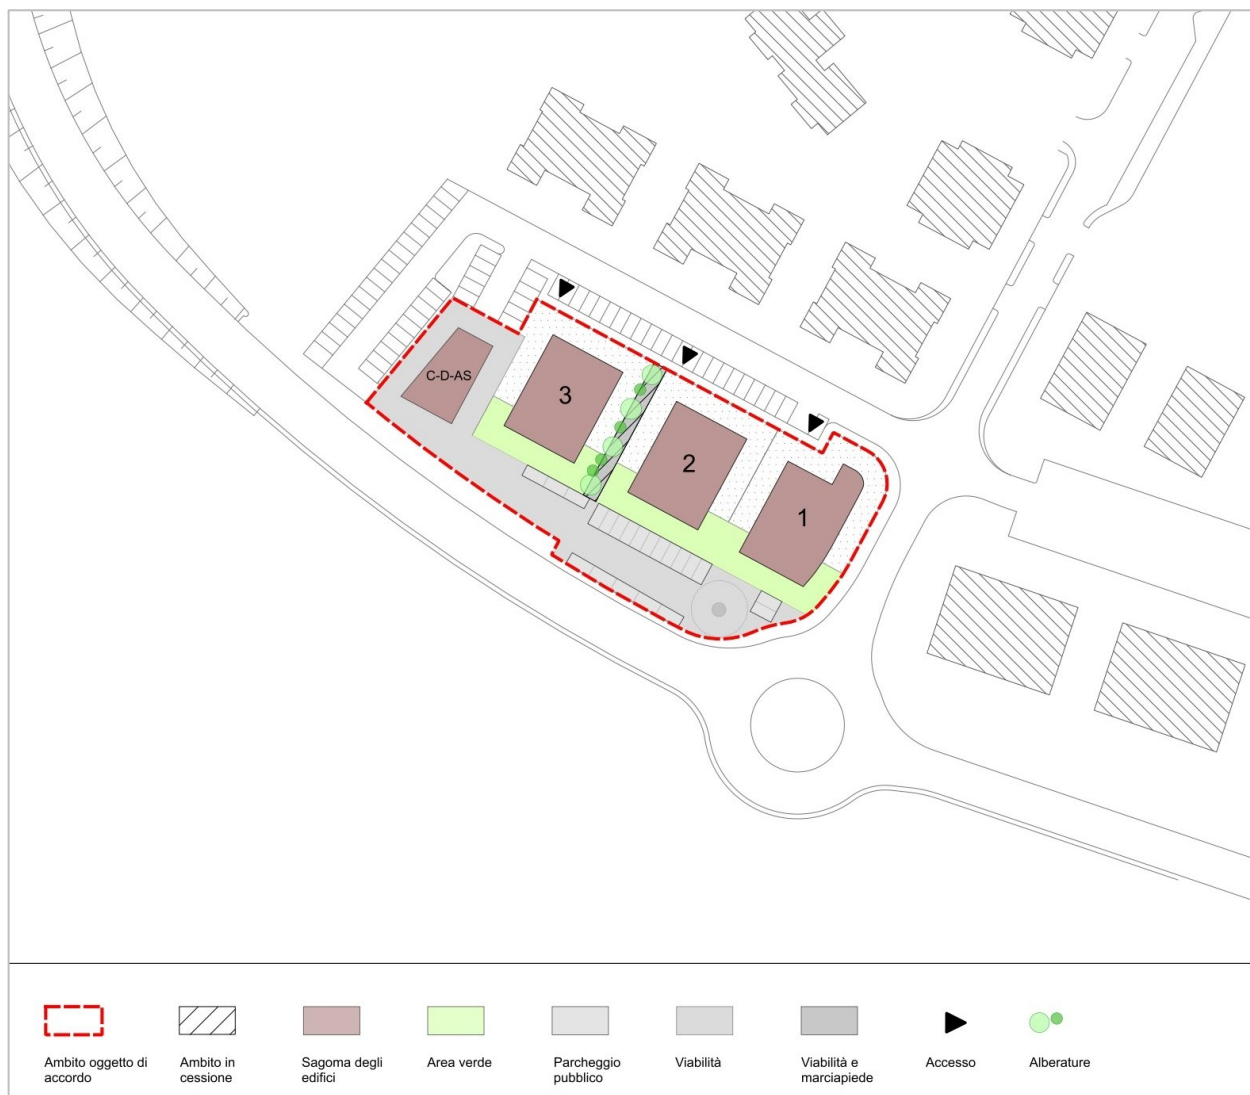 C-D-AS
3
2
1
Ambito oggetto di
accordo
Ambito in
cessione
Sagoma degli
edifici
Area verde
Parcheggio
pubblico
Viabilità
Viabilità e
marciapiede
Accesso
Alberature